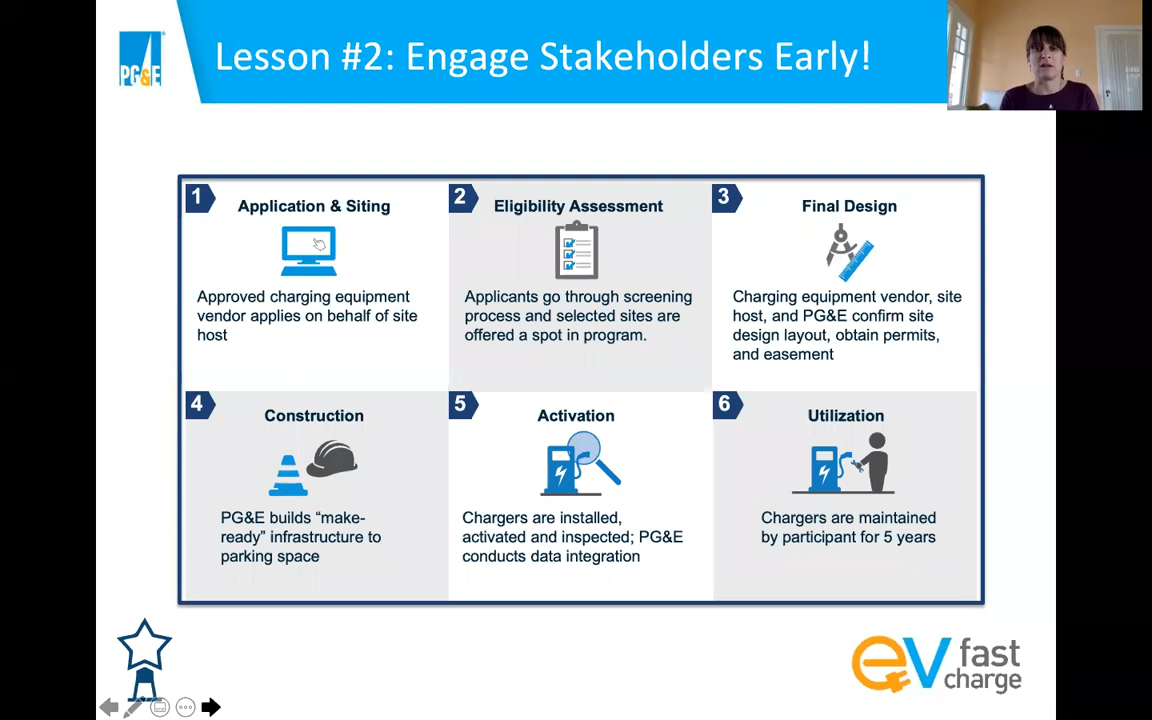 PG&E
Lesson #2: Engage Stakeholders Early!
1
Application & Siting
Approved charging equipment
vendor applies on behalf of site
host
2
Eligibility Assessment
Applicants go through screening
process and selected sites are
offered a spot in program.
3
Final Design
Charging equipment vendor, site
host, and PG&E confirm site
design layout, obtain permits,
and easement
4
Construction
PG&E builds “make-
ready” infrastructure to
parking space
5
Activation
Chargers are installed,
activated and inspected; PG&E
conducts data integration
6
Utilization
Chargers are maintained
by participant for 5 years
eV fast
charge